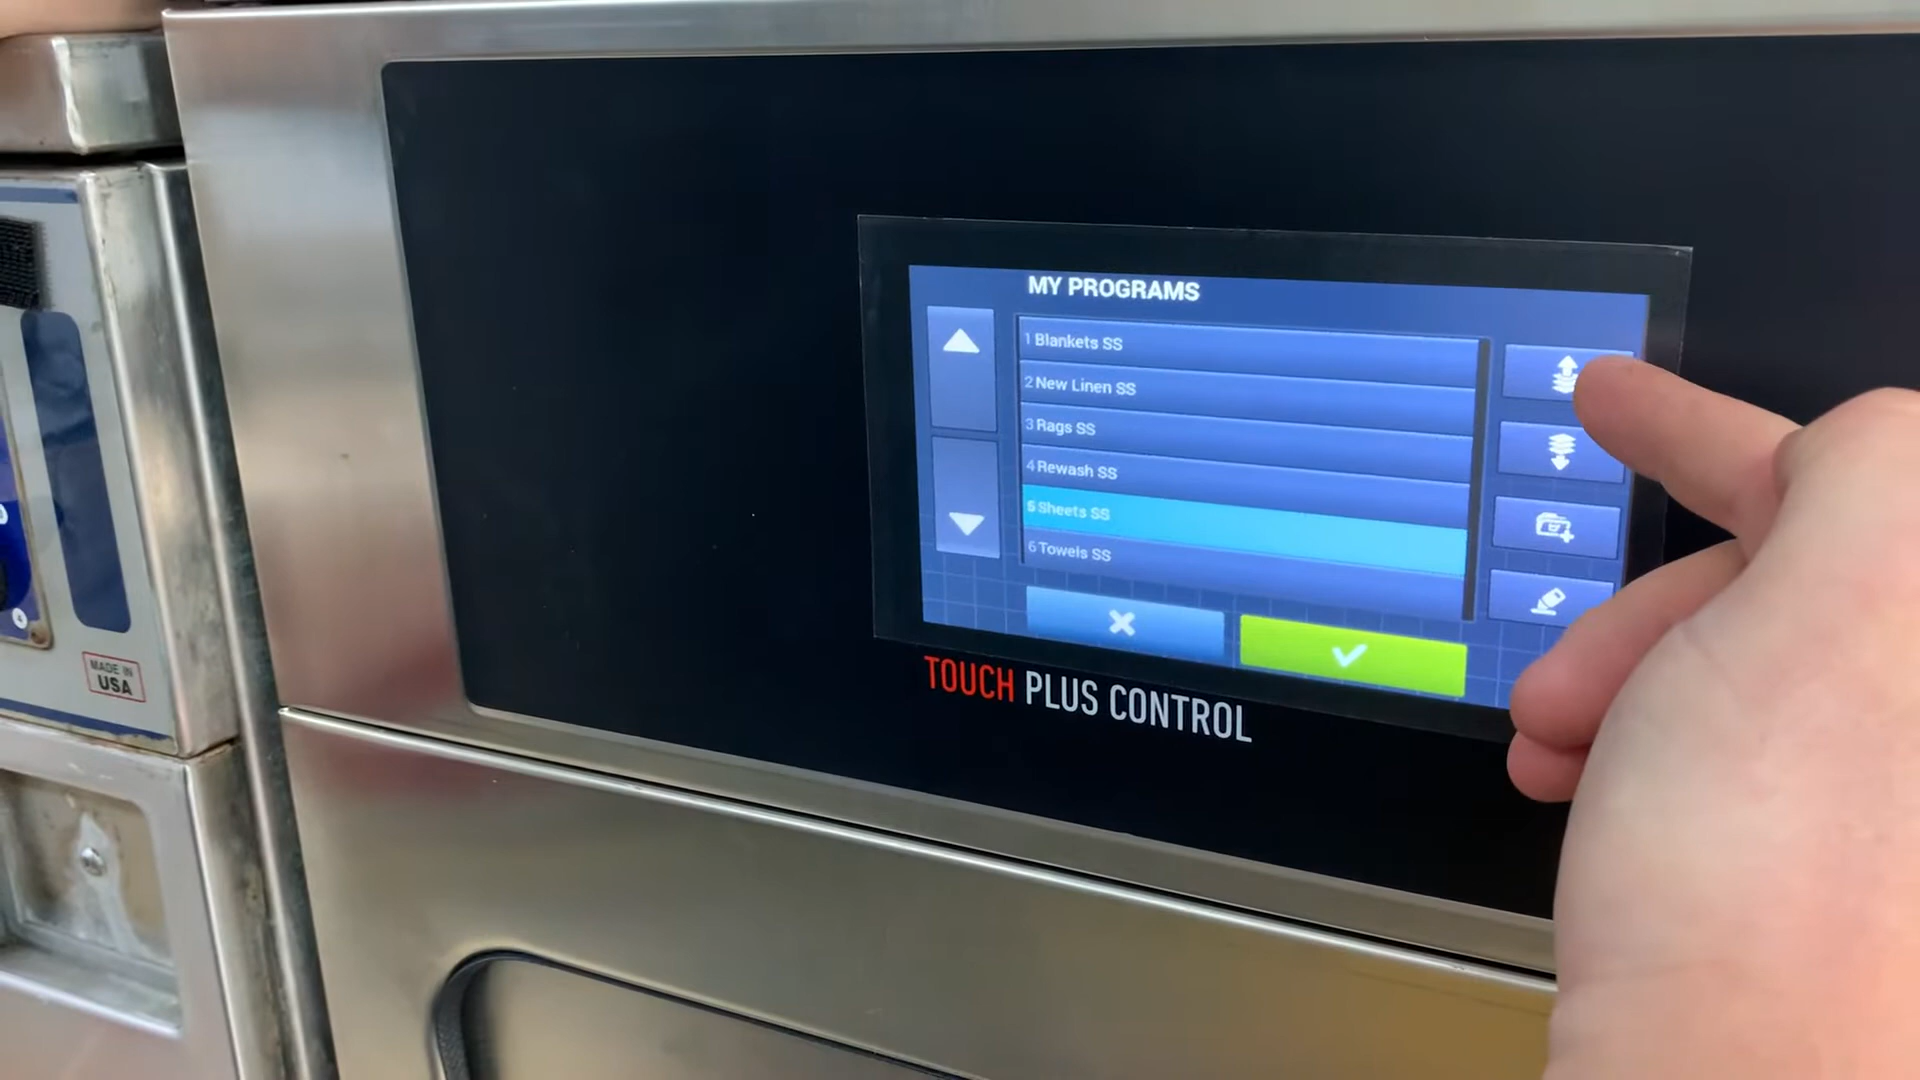 MY PROGRAMS
1 Blankets SS
2 New Linen SS
3 Rags SS
4 Rewash SS
5 Sheets SS
6 Towels SS
TOUCH PLUS CONTROL
MADE IN
USA